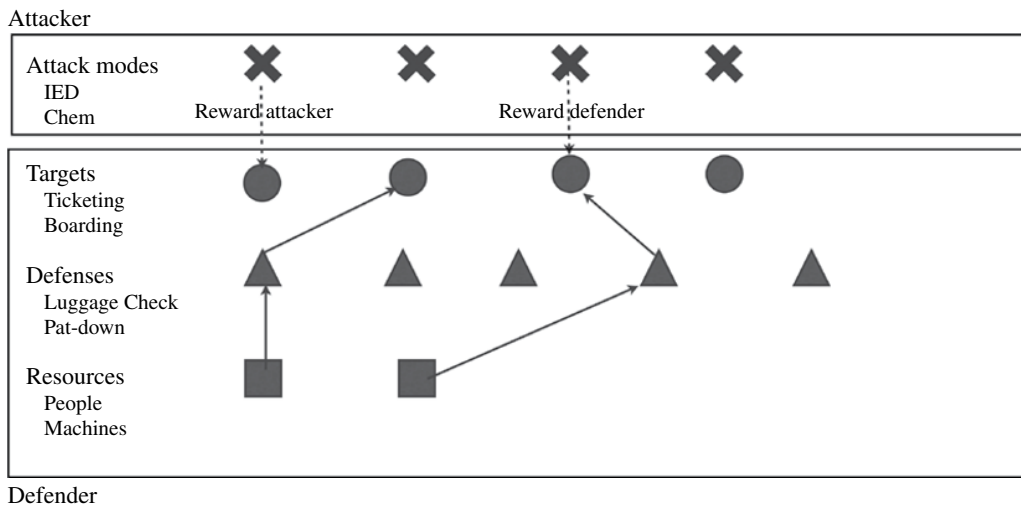 Attacker
Attack modes
IED
Chem
Reward attacker
Reward defender
Targets
Ticketing
Boarding
Defenses
Luggage Check
Pat-down
Resources
People
Machines
Defender